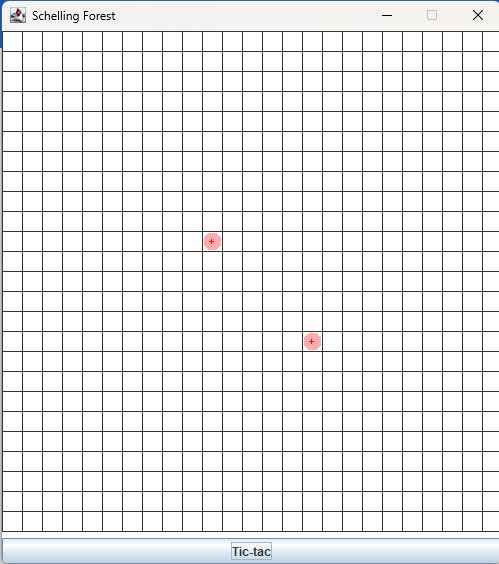 Schelling Forest
+
+
Tic-tac